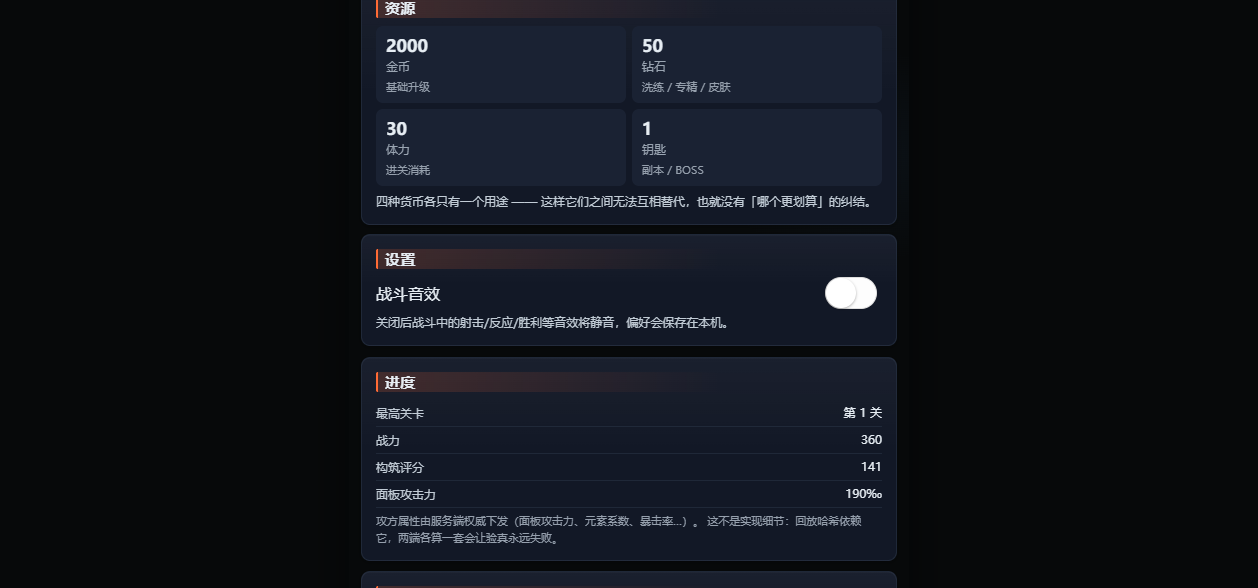 资源
2000
金币
基础升级
50
钻石
洗练 / 专精 / 皮肤
30
体力
进关消耗
1
钥匙
副本 / BOSS
四种货币各只有一个用途 —— 这样它们之间无法互相替代，也就没有「哪个更划算」的纠结。
设置
战斗音效
关闭后战斗中的射击/反应/胜利等音效将静音，偏好会保存在本机。
进度
最高关卡
第 1 关
战力
360
构筑评分
141
面板攻击力
190‰
攻方属性由服务端权威下发（面板攻击力、元素系数、暴击率…）。 这不是实现细节：回放哈希依赖
它，两端各算一套会让验真永远失败。